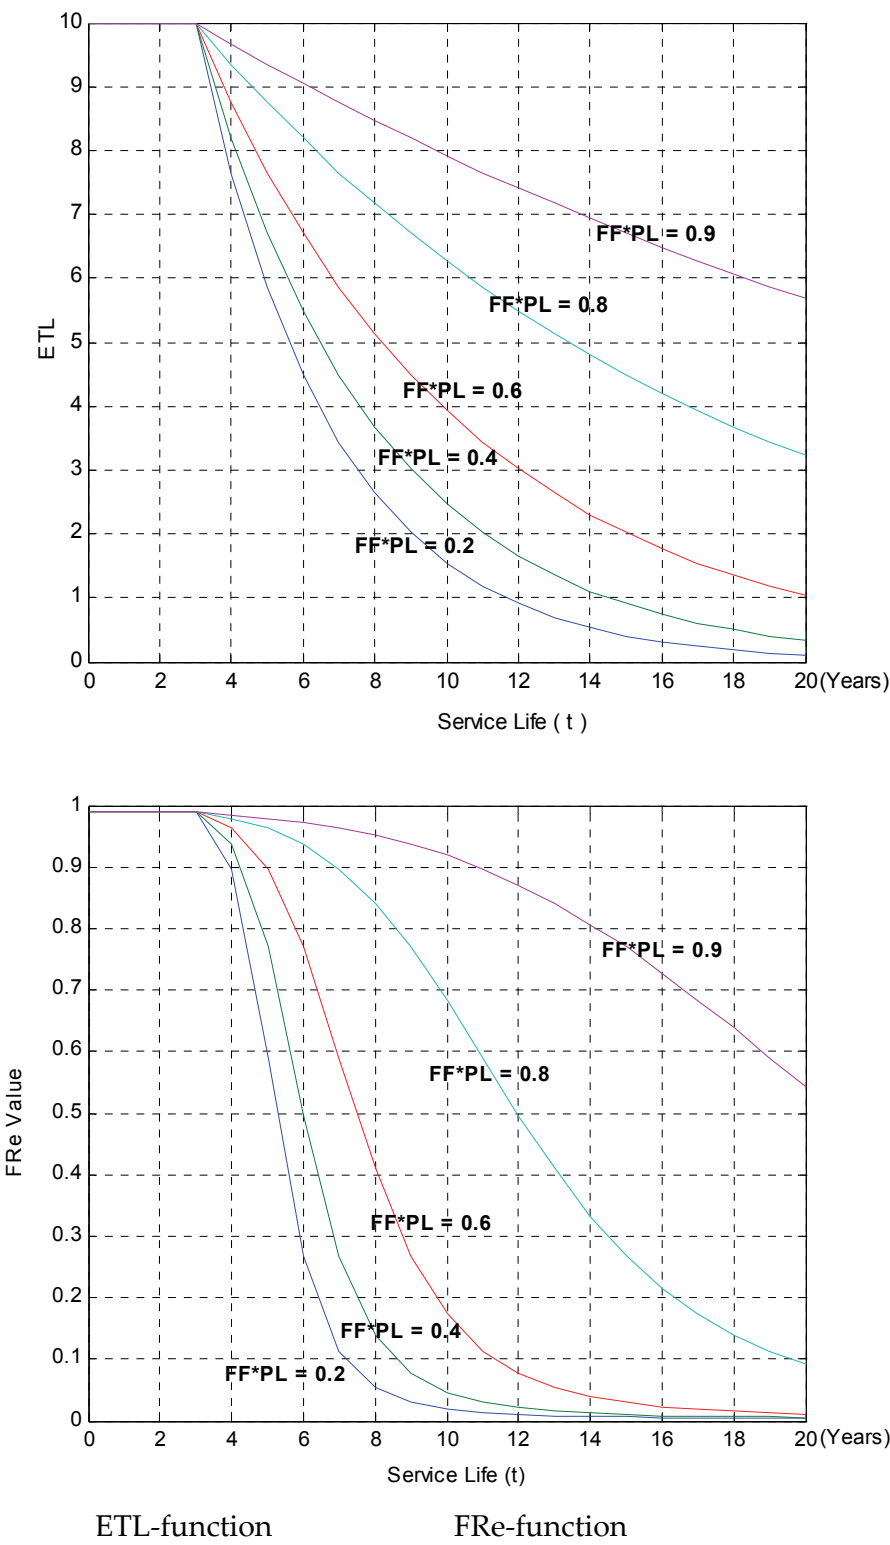 10
9
8
7
6
5
4
3
2
1
0
ETL
FF*PL = 0.9
FF*PL = 0.8
FF*PL = 0.6
FF*PL = 0.4
FF*PL = 0.2
0 2 4 6 8 10 12 14 16 18 20 (Years)
Service Life ( t )
1
0.9
0.8
0.7
0.6
0.5
0.4
0.3
0.2
0.1
0
FRe Value
FF*PL = 0.9
FF*PL = 0.8
FF*PL = 0.6
FF*PL = 0.4
FF*PL = 0.2
0 2 4 6 8 10 12 14 16 18 20 (Years)
Service Life (t)
ETL-function FRe-function